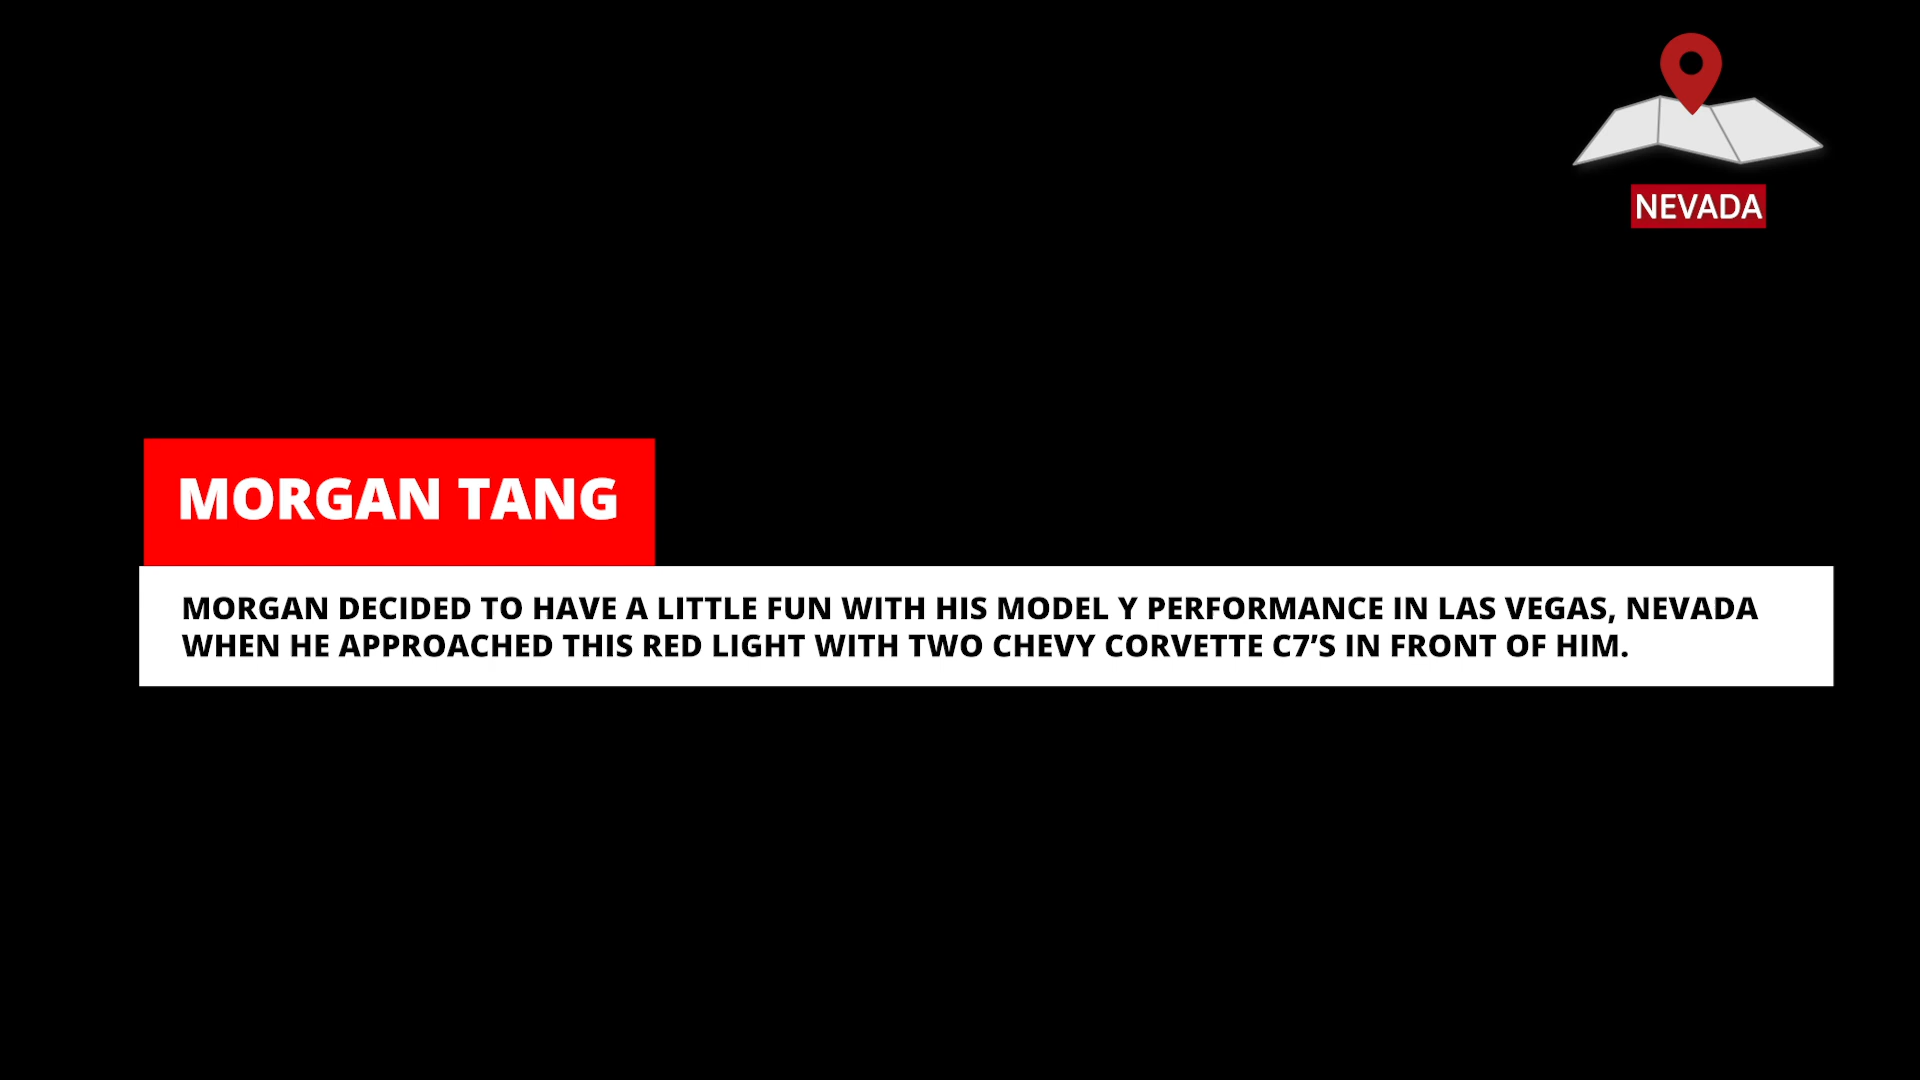 NEVADA
MORGAN TANG
MORGAN DECIDED TO HAVE A LITTLE FUN WITH HIS MODEL Y PERFORMANCE IN LAS VEGAS, NEVADA
WHEN HE APPROACHED THIS RED LIGHT WITH TWO CHEVY CORVETTE C7’S IN FRONT OF HIM.